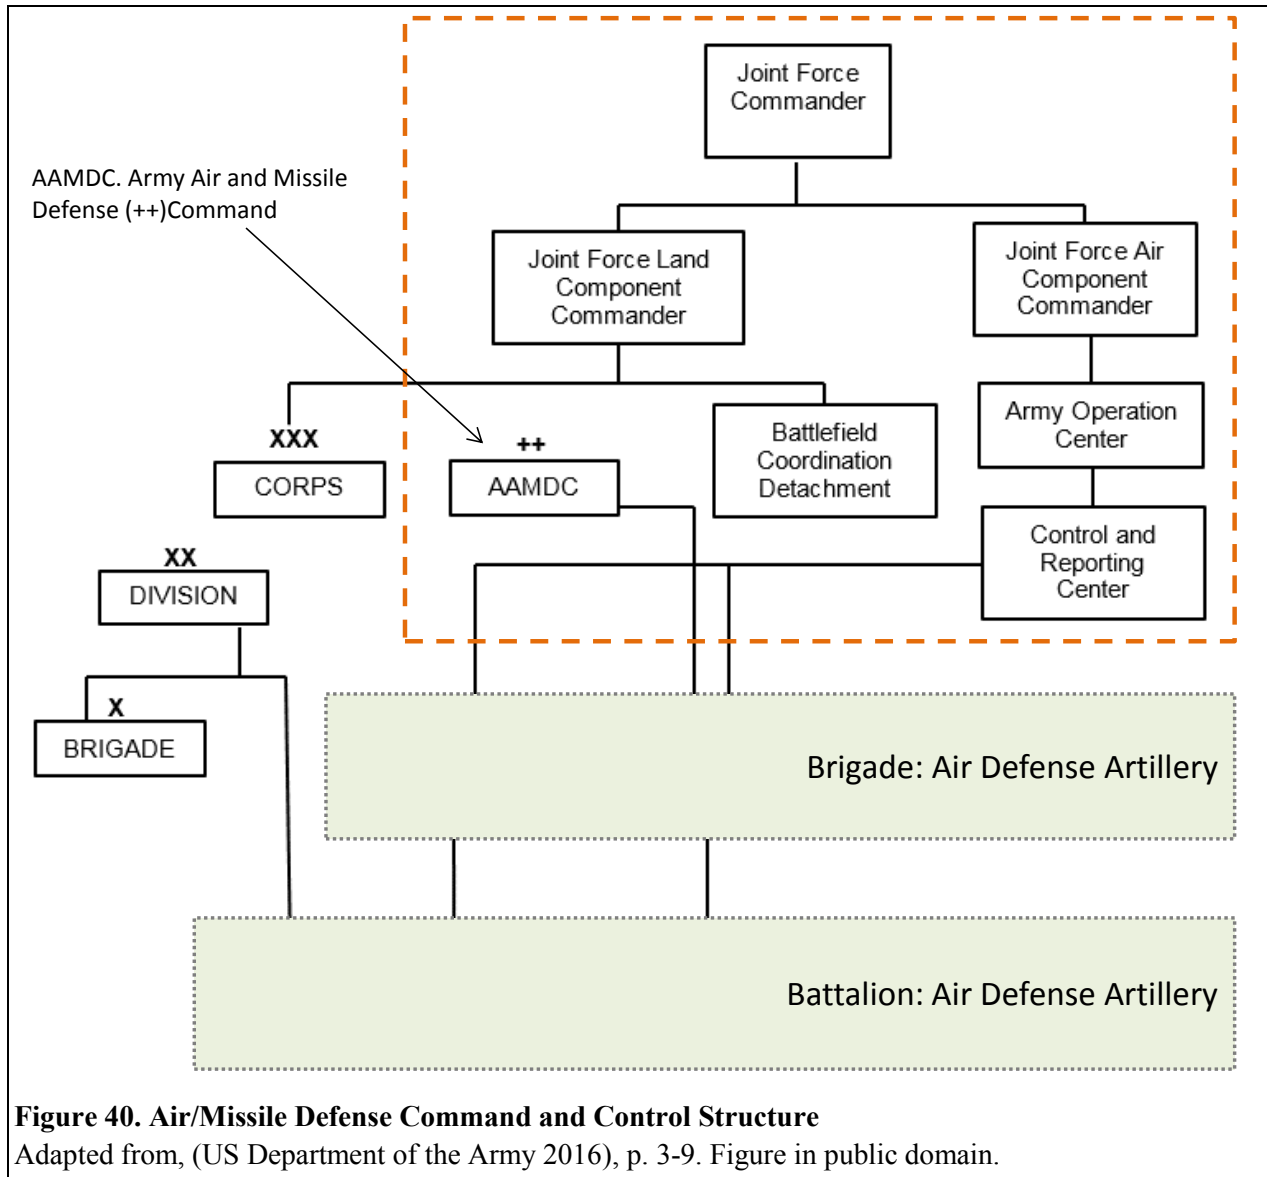 Joint Force
Commander
AAMDC. Army Air and Missile
Defense (++)Command
Joint Force Land
Component
Commander
Joint Force Air
Component
Commander
XXX
CORPS
++
AAMDC
Battlefield
Coordination
Detachment
Army Operation
Center
Control and
Reporting
Center
XX
DIVISION
X
BRIGADE
Brigade: Air Defense Artillery
Battalion: Air Defense Artillery
Figure 40. Air/Missile Defense Command and Control Structure
Adapted from, (US Department of the Army 2016), p. 3-9. Figure in public domain.